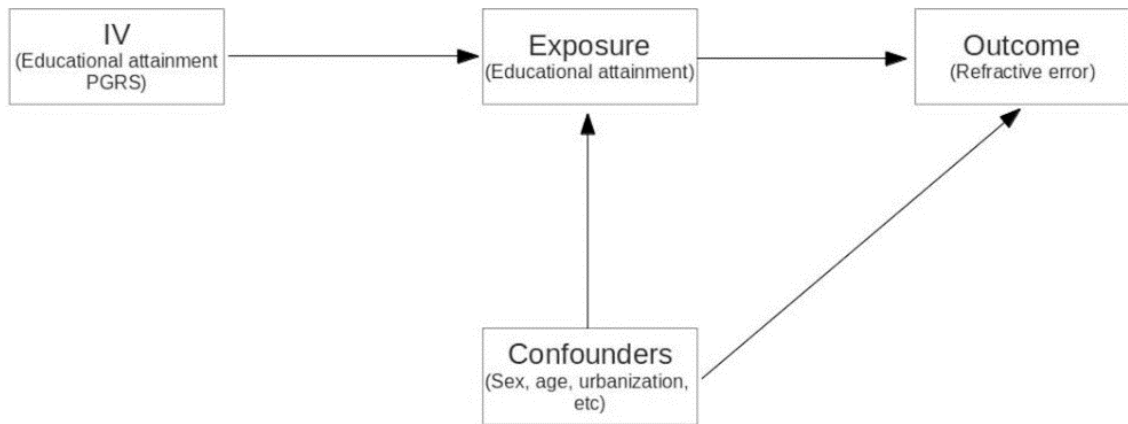 IV
(Educational attainment
PGRS)
Exposure
(Educational attainment)
Outcome
(Refractive error)
Confounders
(Sex, age, urbanization,
etc)